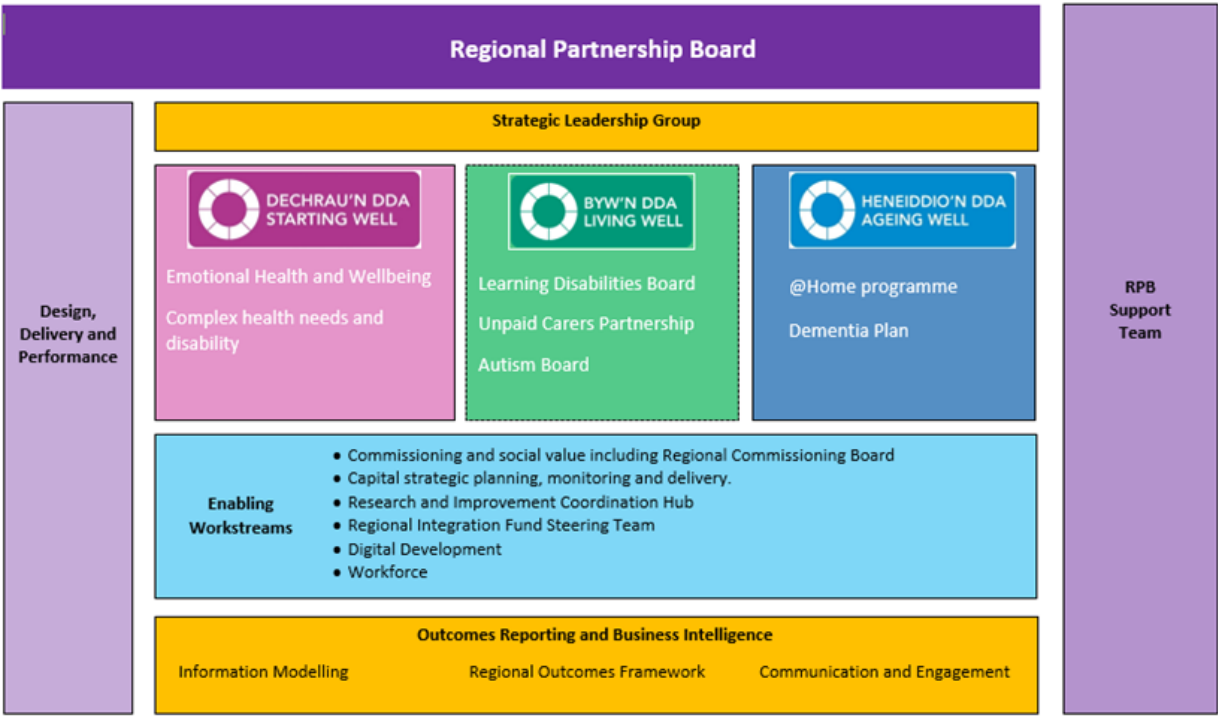 Regional Partnership Board
Strategic Leadership Group
DECHRAU'N DDA
STARTING WELL
Emotional Health and Wellbeing
Complex health needs and
disability
BYW'N DDA
LIVING WELL
Learning Disabilities Board
Unpaid Carers Partnership
Autism Board
HENEIDDIO'N DDA
AGEING WELL
@Home programme
Dementia Plan
Design,
Delivery and
Performance
RPB
Support
Team
Enabling
Workstreams
• Commissioning and social value including Regional Commissioning Board
• Capital strategic planning, monitoring and delivery.
• Research and Improvement Coordination Hub
• Regional Integration Fund Steering Team
• Digital Development
• Workforce
Outcomes Reporting and Business Intelligence
Information Modelling
Regional Outcomes Framework
Communication and Engagement